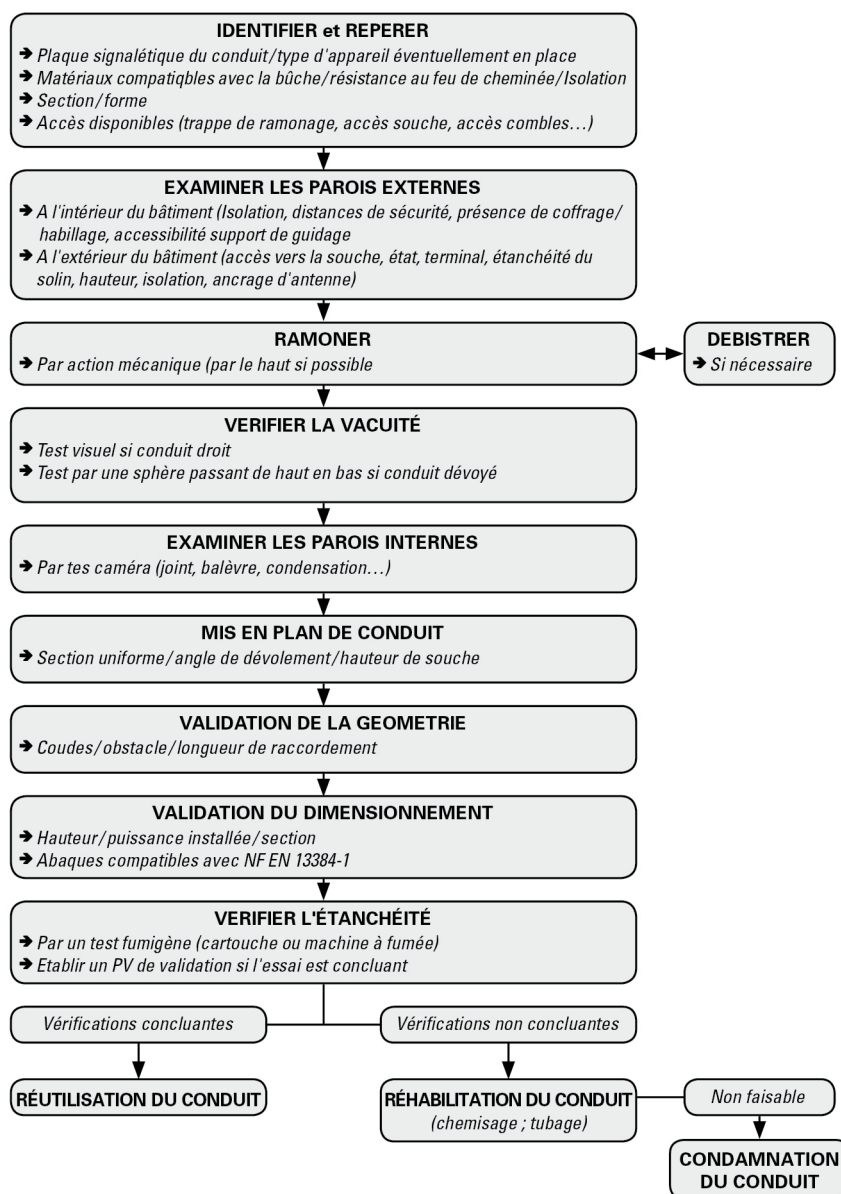 IDENTIFIER et REPERER
➔ Plaque signalétique du conduit/type d'appareil éventuellement en place
➔ Matériaux compatiqbles avec la bûche/résistance au feu de cheminée/Isolation
➔ Section/forme
➔ Accès disponibles (trappe de ramonage, accès souche, accès combles…)
EXAMINER LES PAROIS EXTERNES
➔ A l'intérieur du bâtiment (Isolation, distances de sécurité, présence de coffrage/
habillage, accessibilité support de guidage
➔ A l'extérieur du bâtiment (accès vers la souche, état, terminal, étanchéité du
solin, hauteur, isolation, ancrage d'antenne)
RAMONER
➔ Par action mécanique (par le haut si possible
DEBISTRER
➔ Si nécessaire
VERIFIER LA VACUITÉ
➔ Test visuel si conduit droit
➔ Test par une sphère passant de haut en bas si conduit dévoyé
EXAMINER LES PAROIS INTERNES
➔ Par tes caméra (joint, balèvre, condensation…)
MIS EN PLAN DE CONDUIT
➔ Section uniforme/angle de dévolement/hauteur de souche
VALIDATION DE LA GEOMETRIE
➔ Coudes/obstacle/longueur de raccordement
VALIDATION DU DIMENSIONNEMENT
➔ Hauteur/puissance installée/section
➔ Abaques compatibles avec NF EN 13384-1
VERIFIER L'ÉTANCHÉITÉ
➔ Par un test fumigène (cartouche ou machine à fumée)
➔ Etablir un PV de validation si l'essai est concluant
Vérifications concluantes
Vérifications non concluantes
RÉUTILISATION DU CONDUIT
RÉHABILITATION DU CONDUIT
(chemisage ; tubage)
Non faisable
CONDAMNATION
DU CONDUIT